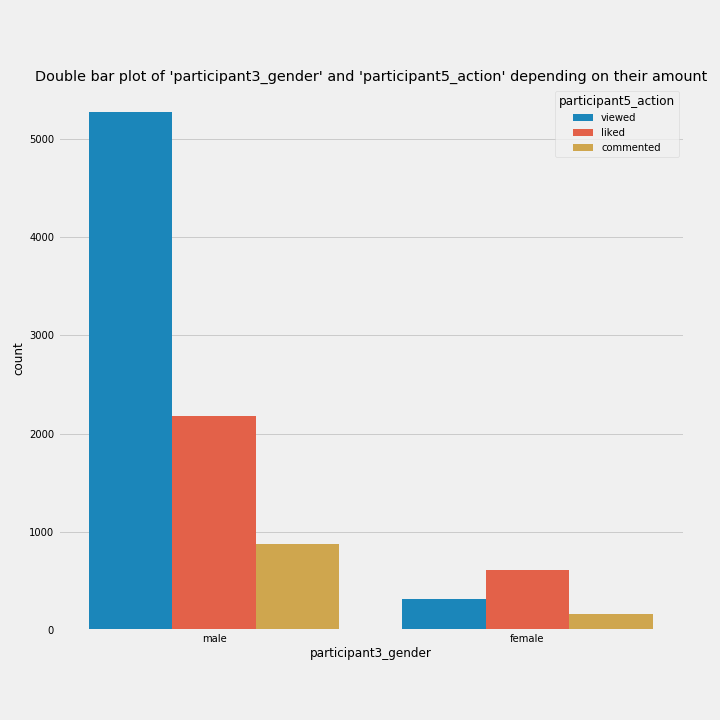 Double bar plot of 'participant3_gender' and 'participant5_action' depending on their amount
participant5_action
viewed
liked
commented
5000
4000
3000
2000
1000
0
count
male
female
participant3_gender